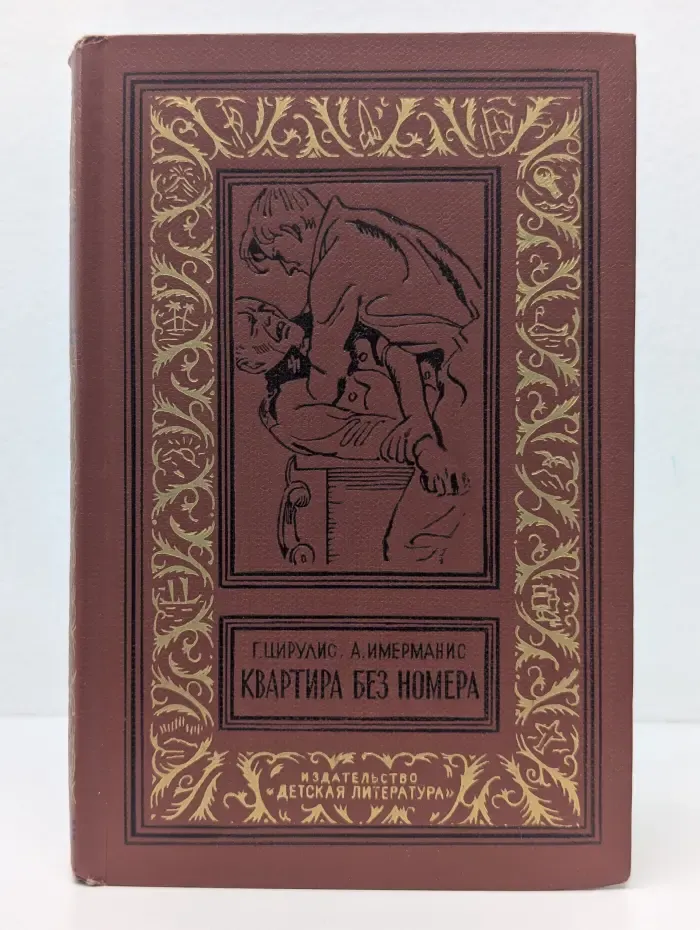 Г. ЦИРУЛИС. А. ИМЕРМАНИС
КВАРТИРА БЕЗ НОМЕРА
ИЗДАТЕЛЬСТВО
«ДЕТСКАЯ ЛИТЕРАТУРА»